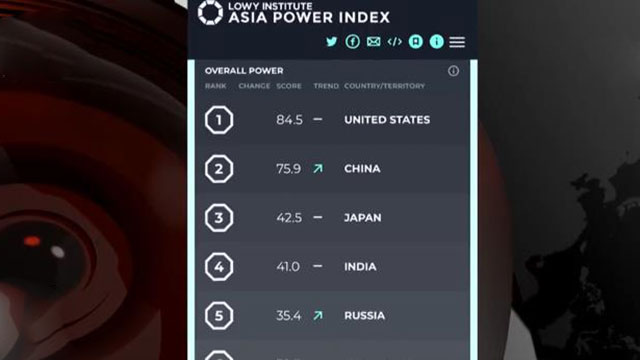 LOWY INSTITUTE
ASIA POWER INDEX
OVERALL POWER
RANK CHANGE SCORE TREND COUNTRY/TERRITORY
1 84.5 – UNITED STATES
2 75.9 ↗ CHINA
3 42.5 – JAPAN
4 41.0 – INDIA
5 35.4 ↗ RUSSIA